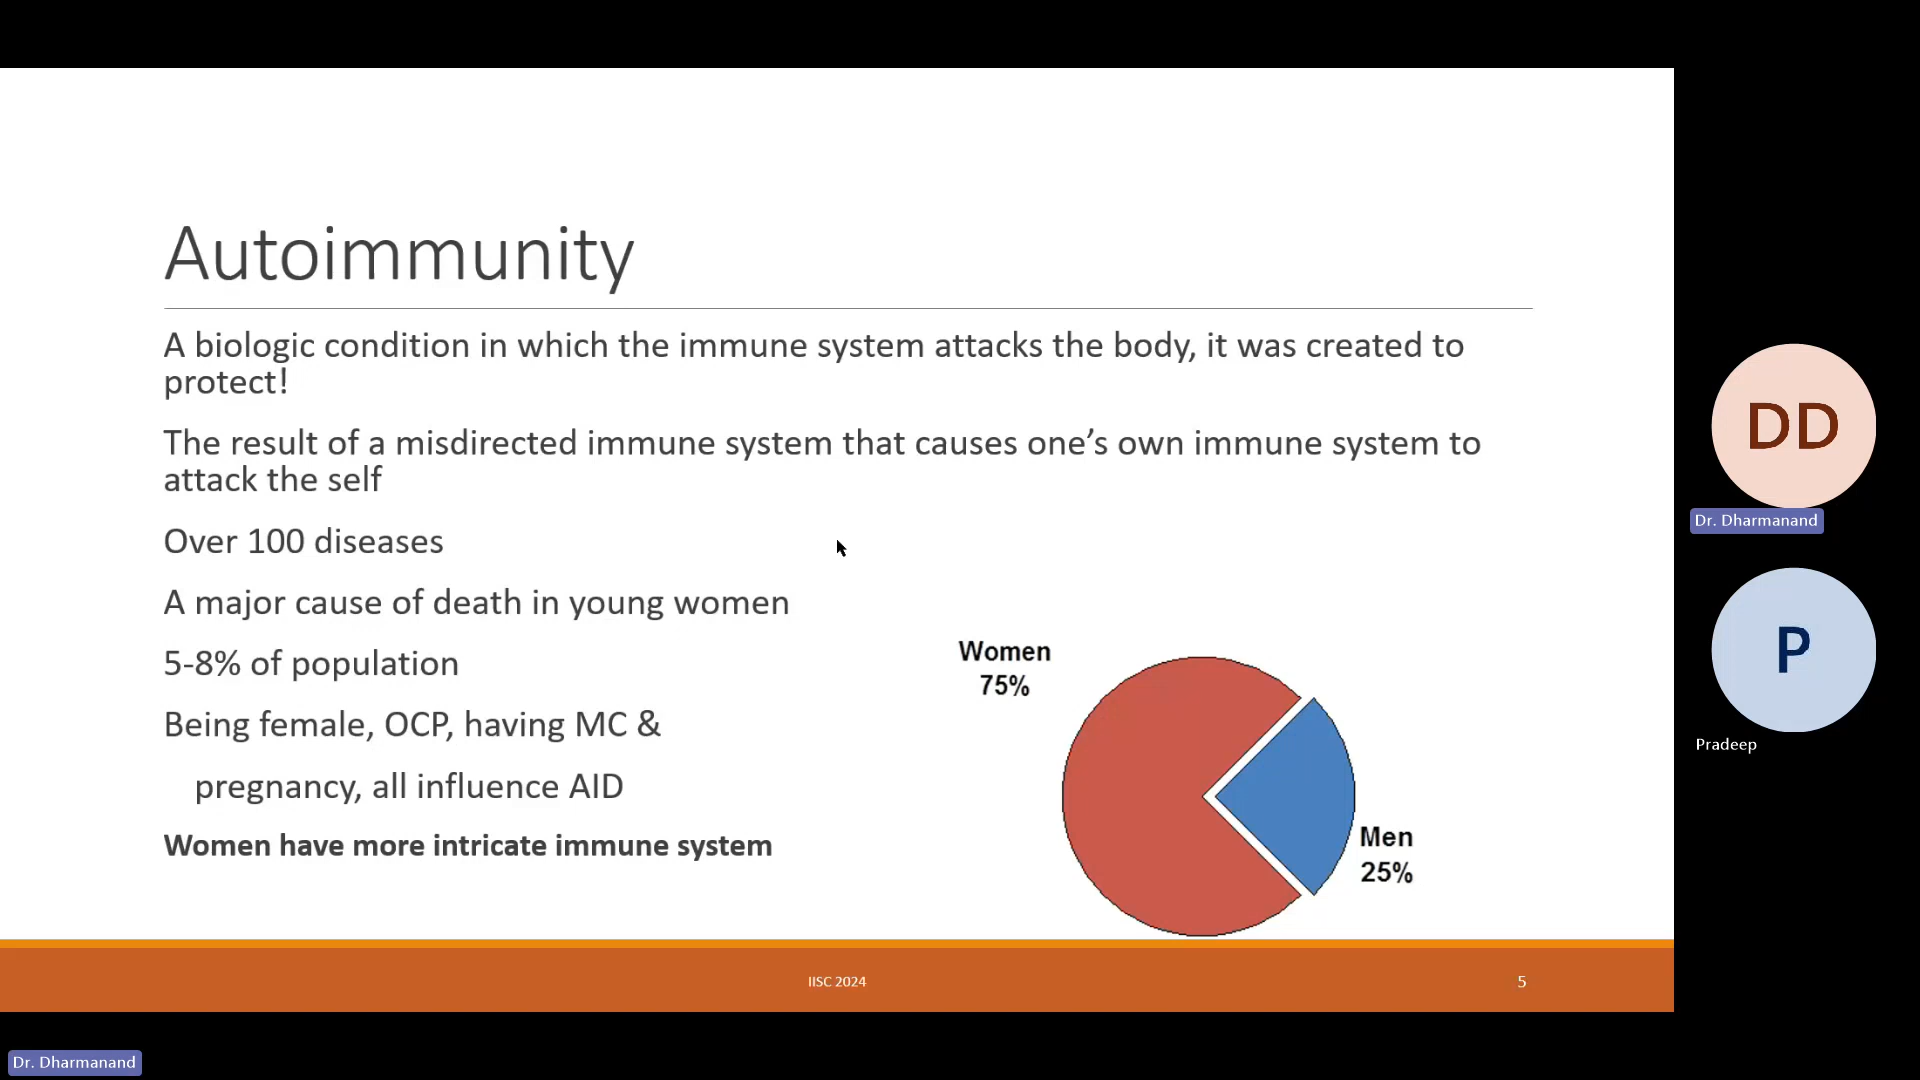 Autoimmunity
A biologic condition in which the immune system attacks the body, it was created to
protect!
The result of a misdirected immune system that causes one’s own immune system to
attack the self
Over 100 diseases
A major cause of death in young women
5-8% of population
Being female, OCP, having MC &
pregnancy, all influence AID
Women have more intricate immune system
Women
75%
Men
25%
IISC 2024
5
DD
Dr. Dharmanand
P
Pradeep
Dr. Dharmanand